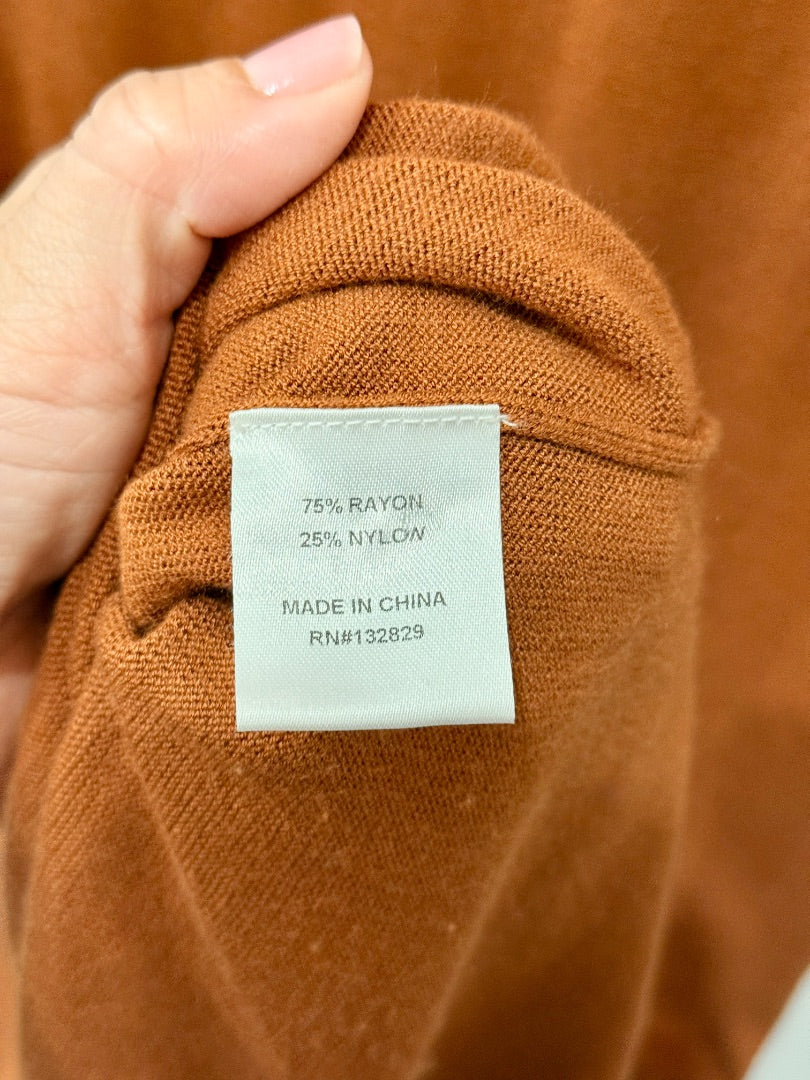 75% RAYON
25% NYLON
MADE IN CHINA
RN#132829